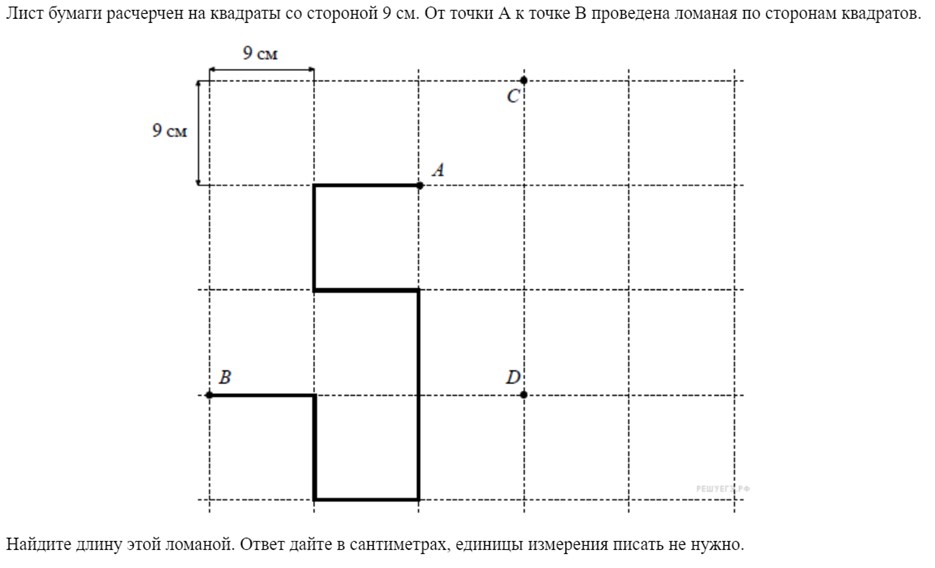 Лист бумаги расчерчен на квадраты со стороной 9 см. От точки A к точке B проведена ломаная по сторонам квадратов.
9 см
C
9 см
A
B
D
РЕШУЕГЭ.РФ
Найдите длину этой ломаной. Ответ дайте в сантиметрах, единицы измерения писать не нужно.